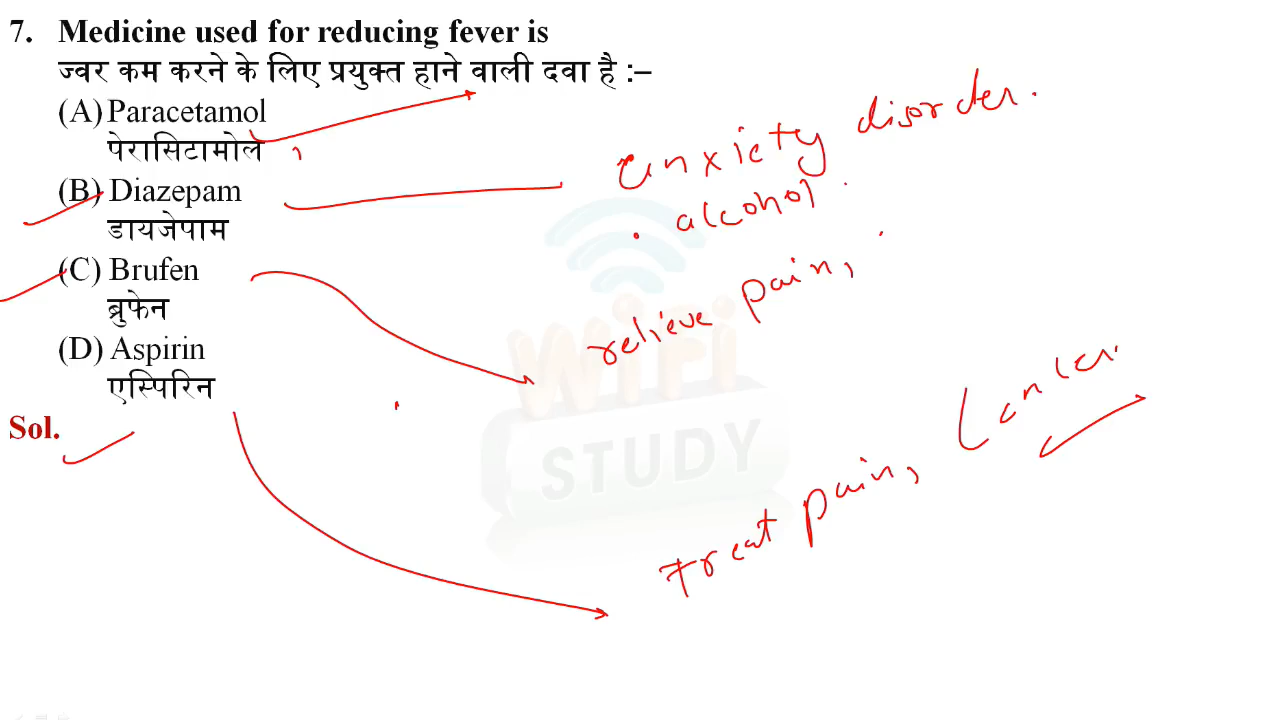 7. Medicine used for reducing fever is
ज्वर कम करने के लिए प्रयुक्त हाने वाली दवा है :–
(A) Paracetamol
पेरासिटामोल
(B) Diazepam
डायजेपाम
(C) Brufen
ब्रुफेन
(D) Aspirin
एस्पिरिन
Sol.
anxiety disorder.
. alcohol
relieve pain,
treat pain, Cancer
WiFi
STUDY